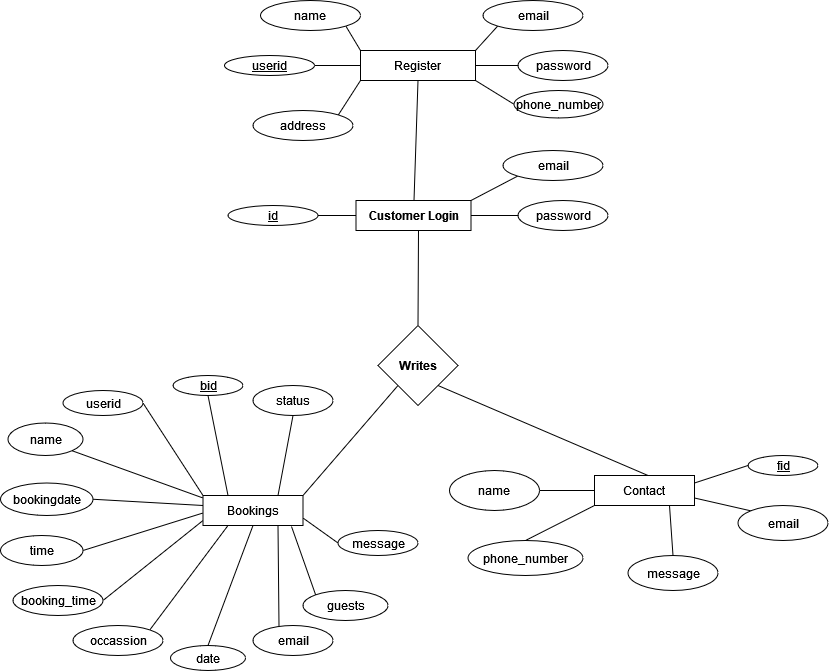 name
email
userid
Register
password
phone_number
address
email
id
Customer Login
password
Writes
bid
userid
status
name
bookingdate
Bookings
time
message
booking_time
guests
occassion
date
email
fid
name
Contact
email
phone_number
message